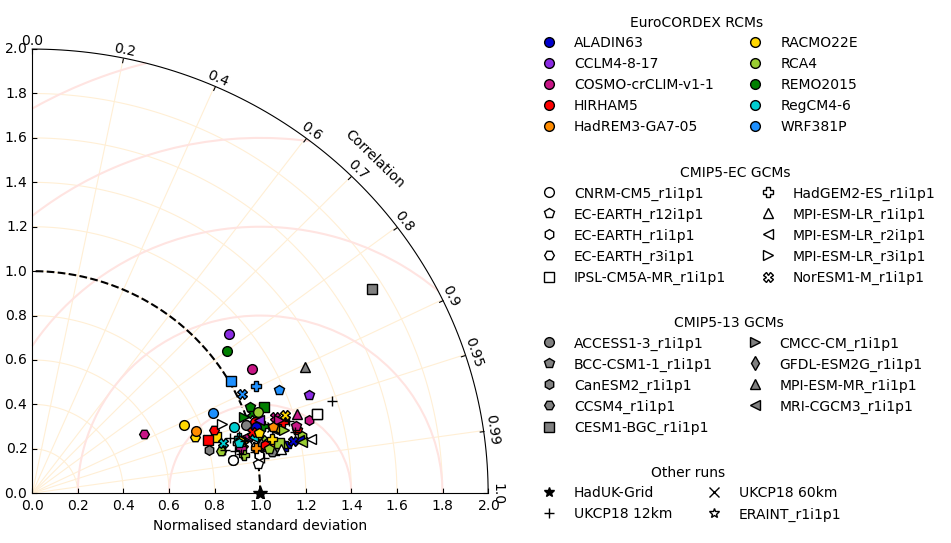 EuroCORDEX RCMs
ALADIN63 RACMO22E
CCLM4-8-17 RCA4
COSMO-crCLIM-v1-1 REMO2015
HIRHAM5 RegCM4-6
HadREM3-GA7-05 WRF381P
CMIP5-EC GCMs
CNRM-CM5_r1i1p1 HadGEM2-ES_r1i1p1
EC-EARTH_r12i1p1 MPI-ESM-LR_r1i1p1
EC-EARTH_r1i1p1 MPI-ESM-LR_r2i1p1
EC-EARTH_r3i1p1 MPI-ESM-LR_r3i1p1
IPSL-CM5A-MR_r1i1p1 NorESM1-M_r1i1p1
CMIP5-13 GCMs
ACCESS1-3_r1i1p1 CMCC-CM_r1i1p1
BCC-CSM1-1_r1i1p1 GFDL-ESM2G_r1i1p1
CanESM2_r1i1p1 MPI-ESM-MR_r1i1p1
CCSM4_r1i1p1 MRI-CGCM3_r1i1p1
CESM1-BGC_r1i1p1
Other runs
HadUK-Grid UKCP18 60km
UKCP18 12km ERAINT_r1i1p1
0.0
0.2
0.4
0.6
Correlation
0.7
0.8
0.9
0.95
0.99
1.0
2.0
1.8
1.6
1.4
1.2
1.0
0.8
0.6
0.4
0.2
0.0
0.0 0.2 0.4 0.6 0.8 1.0 1.2 1.4 1.6 1.8 2.0
Normalised standard deviation